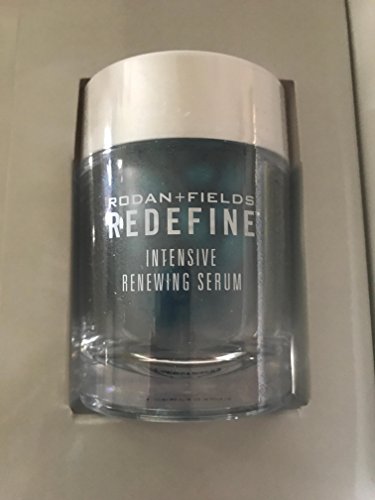 RODAN+FIELDS
REDEFINE
INTENSIVE
RENEWING SERUM